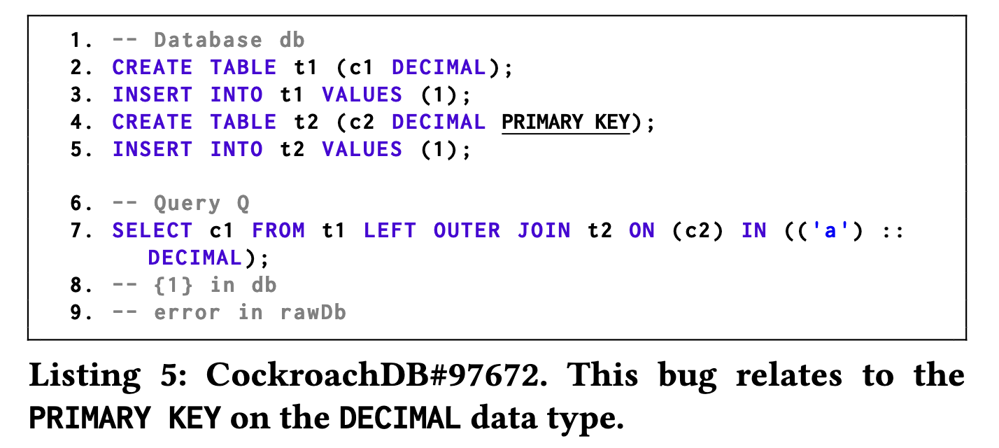 1. -- Database db
2. CREATE TABLE t1 (c1 DECIMAL);
3. INSERT INTO t1 VALUES (1);
4. CREATE TABLE t2 (c2 DECIMAL PRIMARY KEY);
5. INSERT INTO t2 VALUES (1);
6. -- Query Q
7. SELECT c1 FROM t1 LEFT OUTER JOIN t2 ON (c2) IN (('a') ::
DECIMAL);
8. -- {1} in db
9. -- error in rawDb
Listing 5: CockroachDB#97672. This bug relates to the
PRIMARY KEY on the DECIMAL data type.